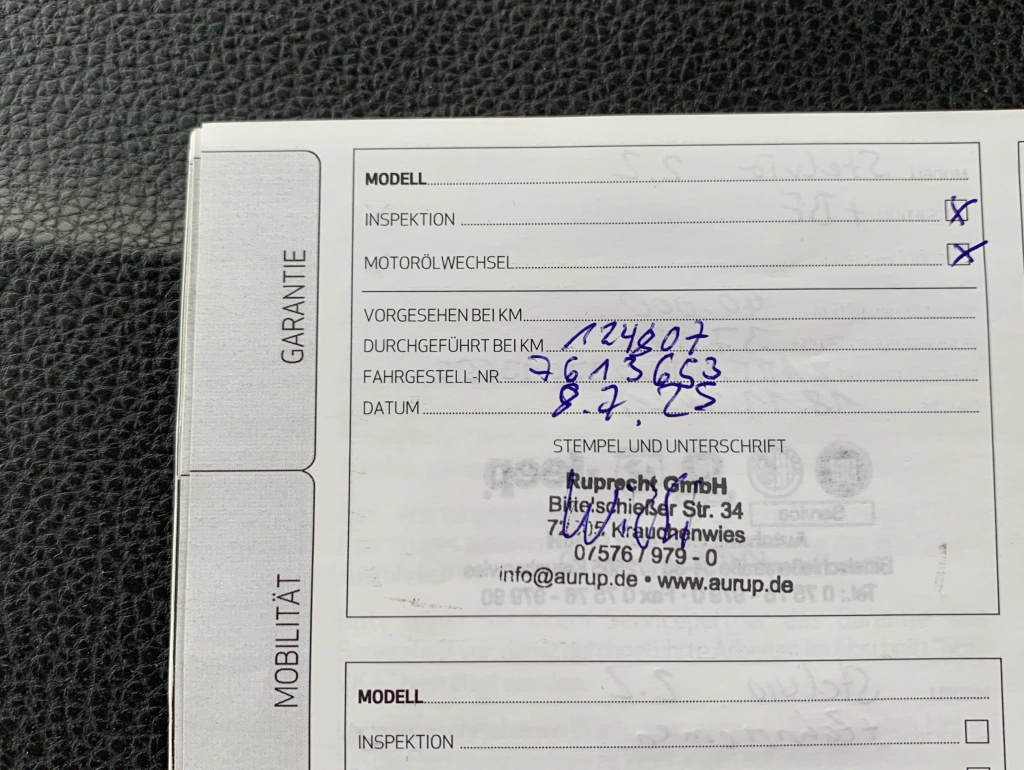 GARANTIE
MODELL
INSPEKTION
MOTORÖLWECHSEL
VORGESEHEN BEI KM
DURCHGEFÜHRT BEI KM 124807
FAHRGESTELL-NR. 7613653
DATUM 8.7.25
STEMPEL UND UNTERSCHRIFT
Ruprecht GmbH
Bittelschießer Str. 34
Krauchenwies
07576 / 979 - 0
info@aurup.de • www.aurup.de
MOBILITÄT
MODELL
INSPEKTION